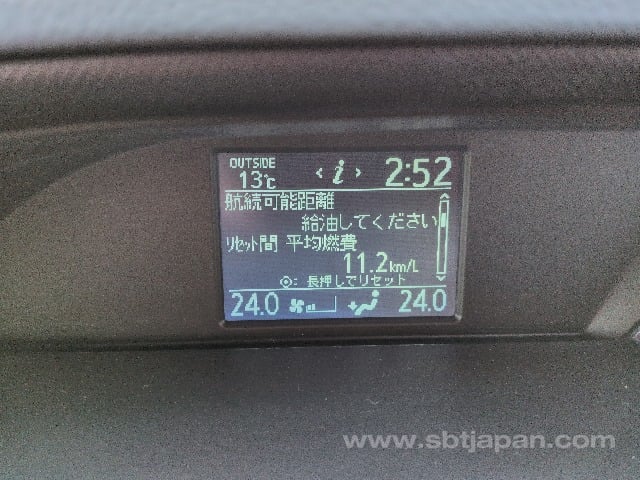 OUTSIDE
13℃ < i > 2:52
航続可能距離
給油してください
リセット間 平均燃費
11.2km/L
◎: 長押しでリセット
24.0 24.0
www.sbtjapan.com